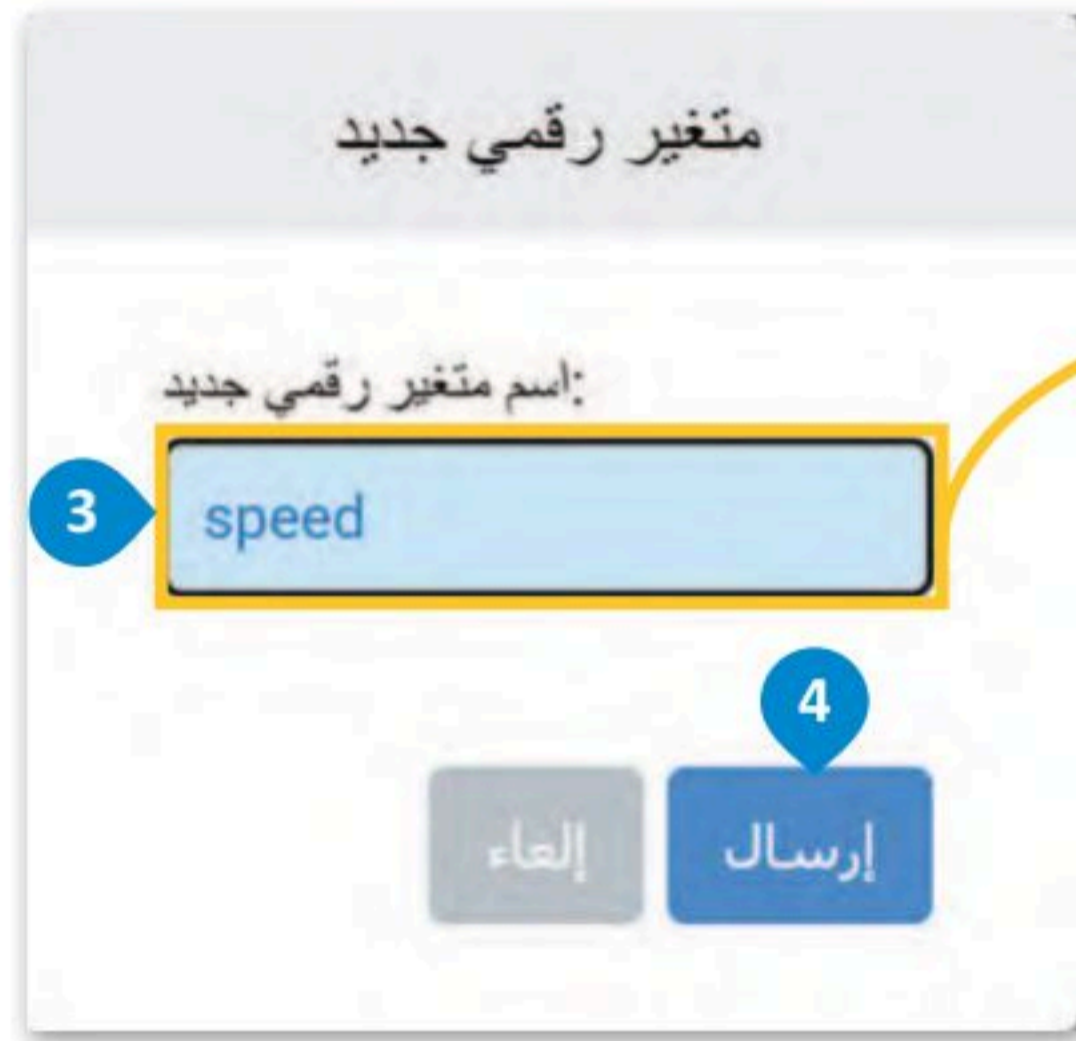 متغير رقمي جديد
اسم متغير رقمي جديد:
3
speed
4
إرسال
إلغاء